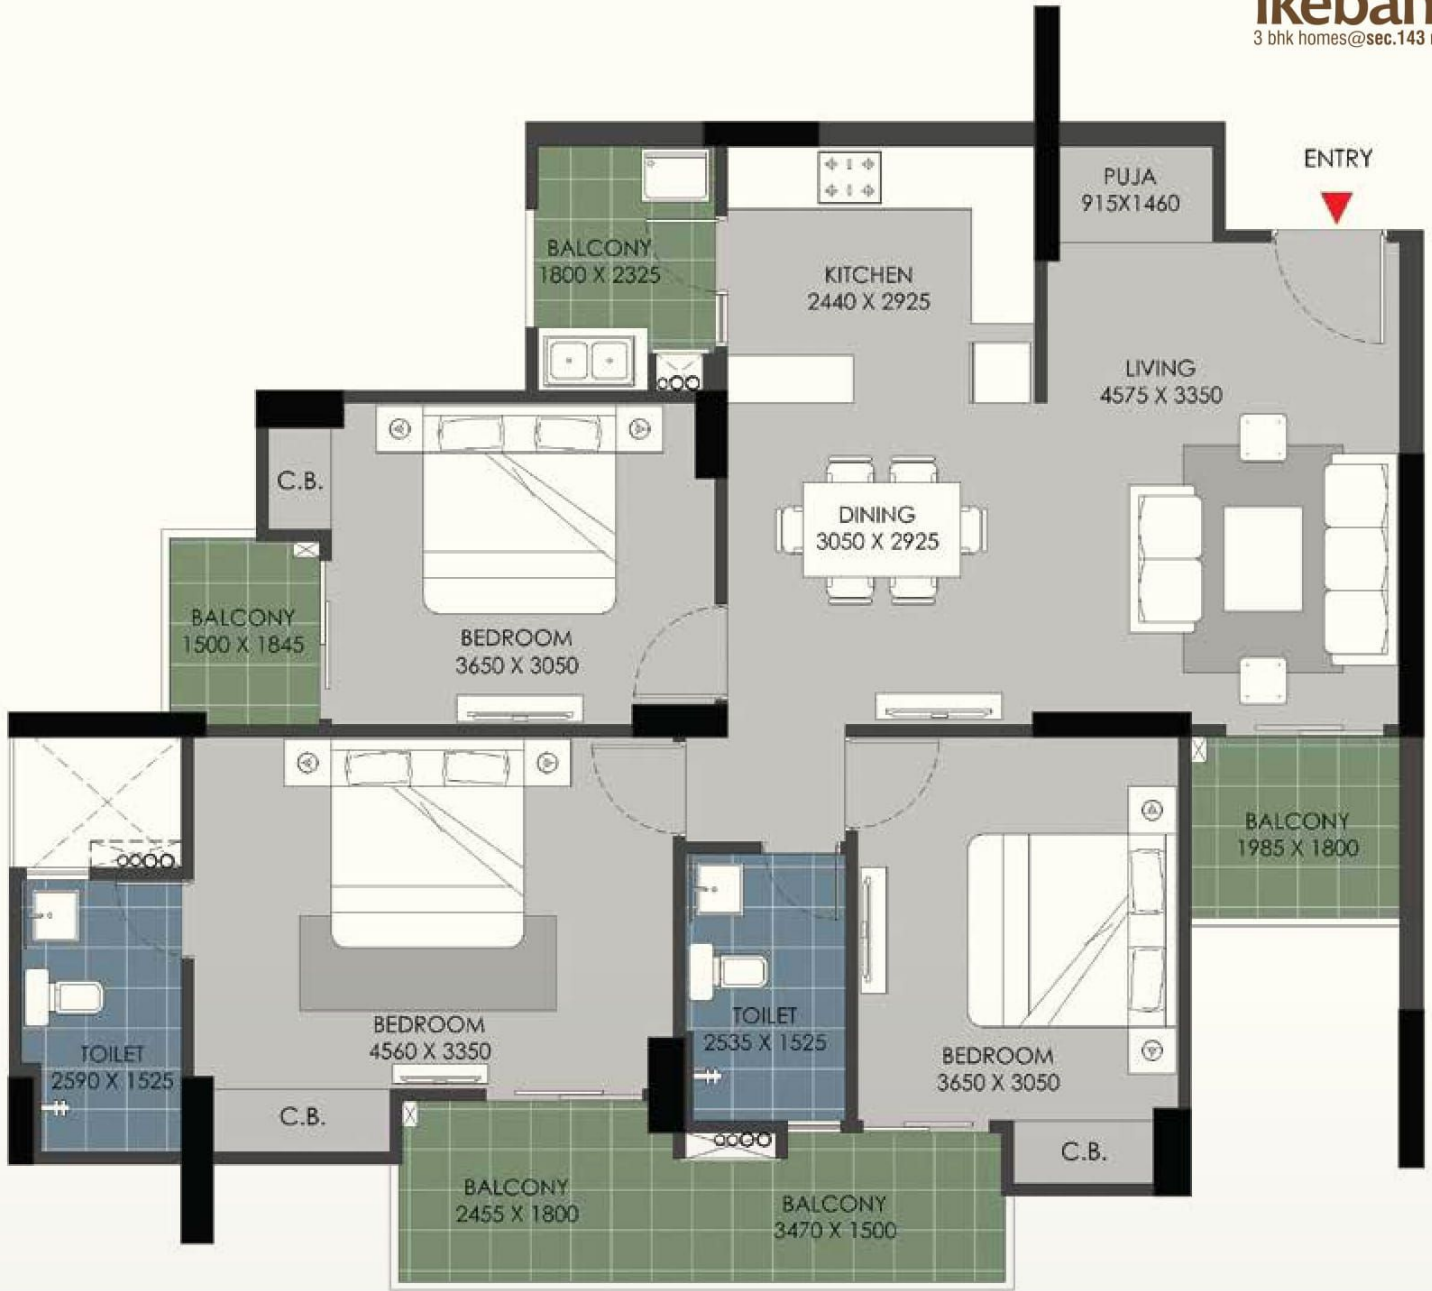 3 bhk homes@sec.143
ENTRY
PUJA
915X1460
BALCONY
1800 X 2325
KITCHEN
2440 X 2925
LIVING
4575 X 3350
C.B.
DINING
3050 X 2925
BALCONY
1500 X 1845
BEDROOM
3650 X 3050
BALCONY
1985 X 1800
BEDROOM
4560 X 3350
TOILET
2535 X 1525
TOILET
2590 X 1525
BEDROOM
3650 X 3050
C.B.
C.B.
BALCONY
2455 X 1800
BALCONY
3470 X 1500